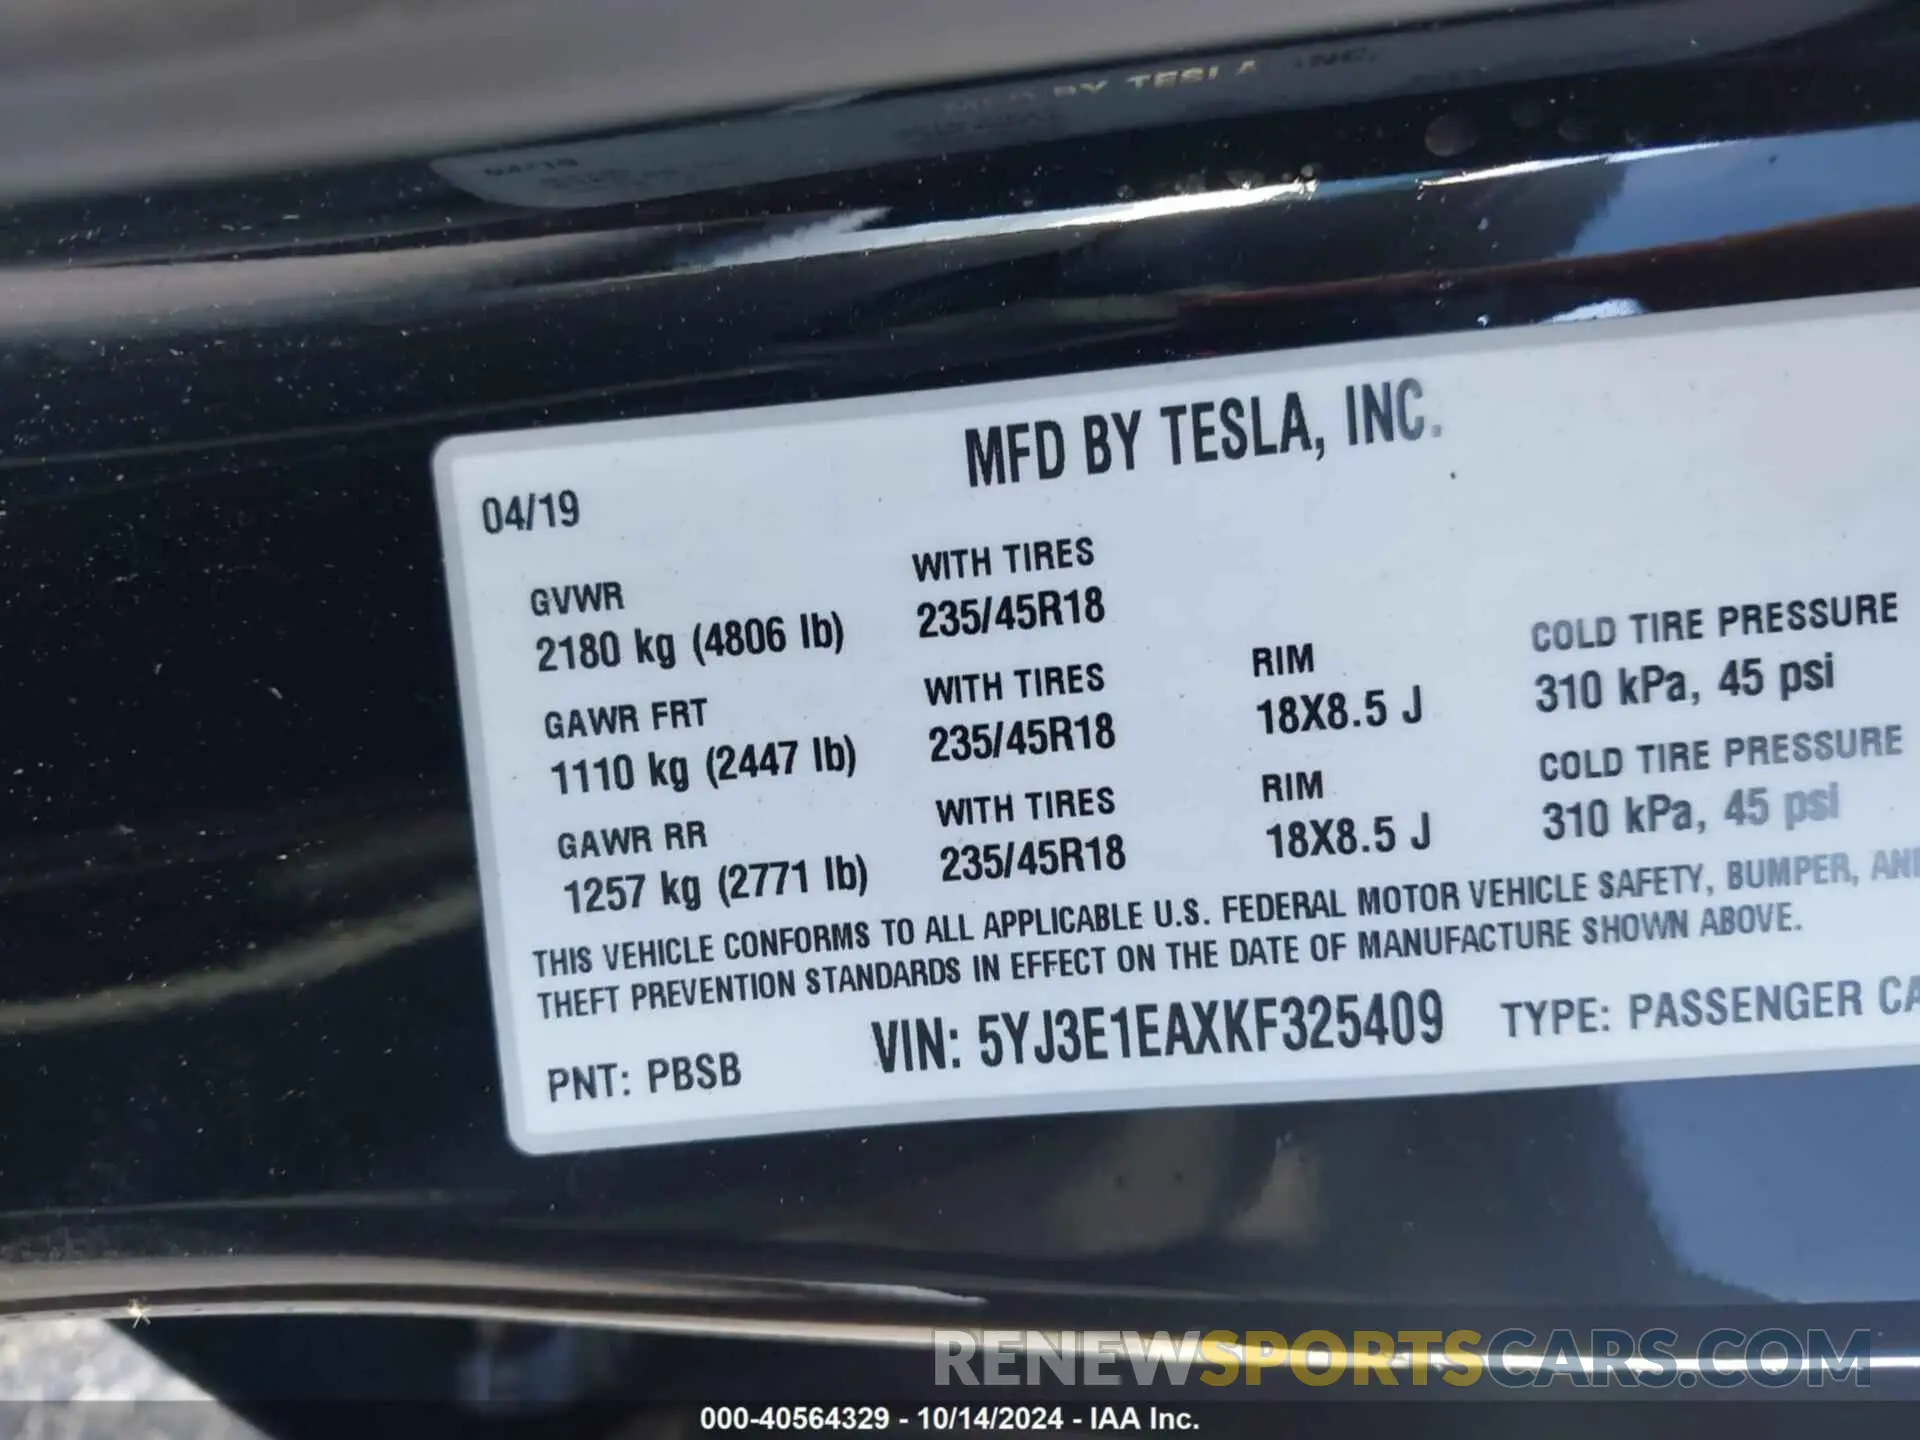 MFD BY TESLA, INC.
04/19
GVWR WITH TIRES
2180 kg (4806 lb) 235/45R18
GAWR FRT WITH TIRES RIM COLD TIRE PRESSURE
1110 kg (2447 lb) 235/45R18 18X8.5 J 310 kPa, 45 psi
GAWR RR WITH TIRES RIM COLD TIRE PRESSURE
1257 kg (2771 lb) 235/45R18 18X8.5 J 310 kPa, 45 psi
THIS VEHICLE CONFORMS TO ALL APPLICABLE U.S. FEDERAL MOTOR VEHICLE SAFETY, BUMPER, AND
THEFT PREVENTION STANDARDS IN EFFECT ON THE DATE OF MANUFACTURE SHOWN ABOVE.
PNT: PBSB VIN: 5YJ3E1EAXKF325409 TYPE: PASSENGER CA
RENEWSPORTSCARS.COM
000-40564329 - 10/14/2024 - IAA Inc.